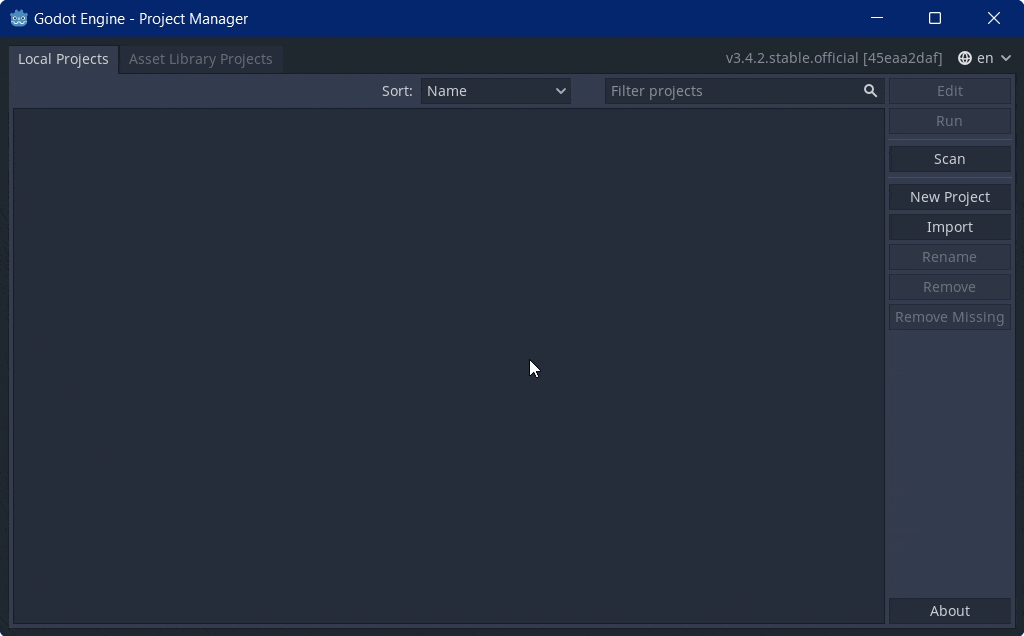 Godot Engine - Project Manager
Local Projects
Asset Library Projects
v3.4.2.stable.official [45eaa2daf]
en
Sort:
Name
Filter projects
Edit
Run
Scan
New Project
Import
Rename
Remove
Remove Missing
About